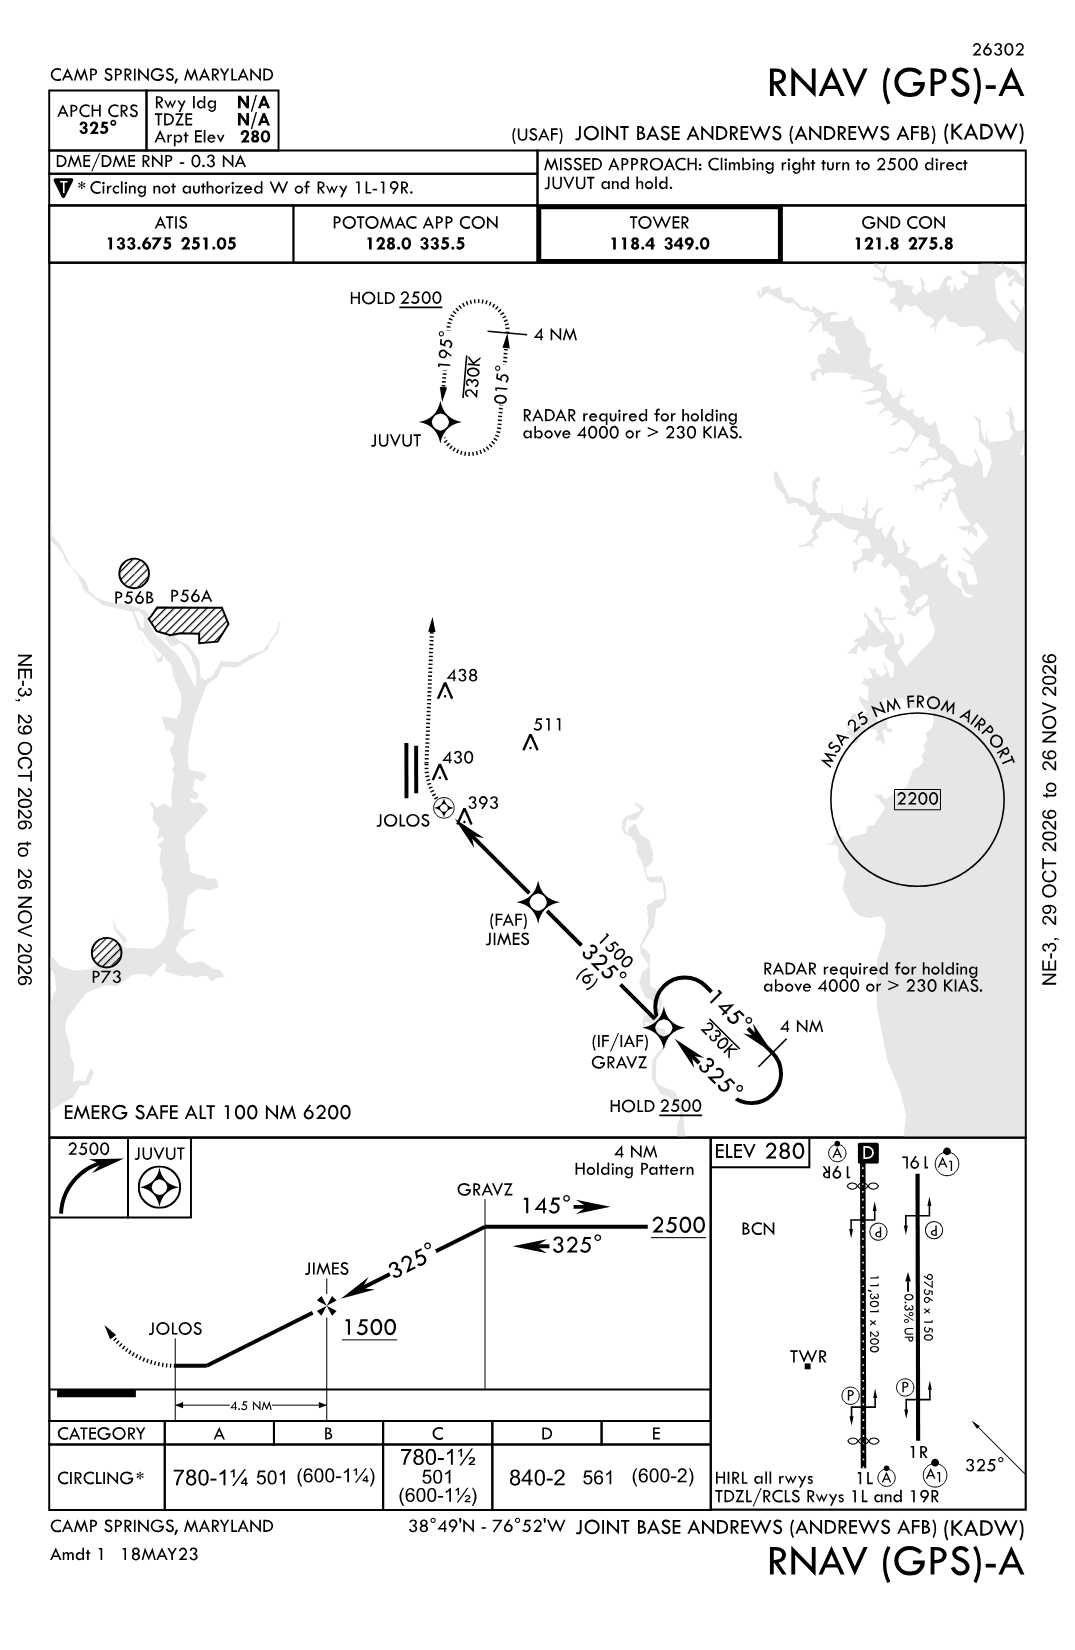 26302
CAMP SPRINGS, MARYLAND
RNAV (GPS)-A
APCH CRS
325°
Rwy ldg N/A
TDZE N/A
Arpt Elev 280
(USAF) JOINT BASE ANDREWS (ANDREWS AFB) (KADW)
DME/DME RNP - 0.3 NA
T * Circling not authorized W of Rwy 1L-19R.
MISSED APPROACH: Climbing right turn to 2500 direct
JUVUT and hold.
ATIS
133.675 251.05
POTOMAC APP CON
128.0 335.5
TOWER
118.4 349.0
GND CON
121.8 275.8
HOLD 2500
4 NM
195°
230K
015°
JUVUT
RADAR required for holding
above 4000 or > 230 KIAS.
P56B
P56A
438
511
430
393
JOLOS
MSA 25 NM FROM AIRPORT
2200
(FAF)
JIMES
1500
325°
(6)
P73
RADAR required for holding
above 4000 or > 230 KIAS.
145°
4 NM
230K
325°
(IF/IAF)
GRAVZ
HOLD 2500
EMERG SAFE ALT 100 NM 6200
NE-3, 29 OCT 2026 to 26 NOV 2026
NE-3, 29 OCT 2026 to 26 NOV 2026
2500
JUVUT
4 NM
Holding Pattern
GRAVZ
145°
2500
325°
325°
JIMES
1500
JOLOS
4.5 NM
CATEGORY A B C D E
CIRCLING* 780-1¼ 501 (600-1¼)
780-1½
501
(600-1½)
840-2 561 (600-2)
ELEV 280
A
D
19R
19L
A1
P
P
BCN
11,301 x 200
0.3% UP
9756 x 150
TWR
P
P
1R
1L
A
A1
325°
HIRL all rwys
TDZL/RCLS Rwys 1L and 19R
CAMP SPRINGS, MARYLAND
38°49'N - 76°52'W JOINT BASE ANDREWS (ANDREWS AFB) (KADW)
Amdt 1 18MAY23
RNAV (GPS)-A